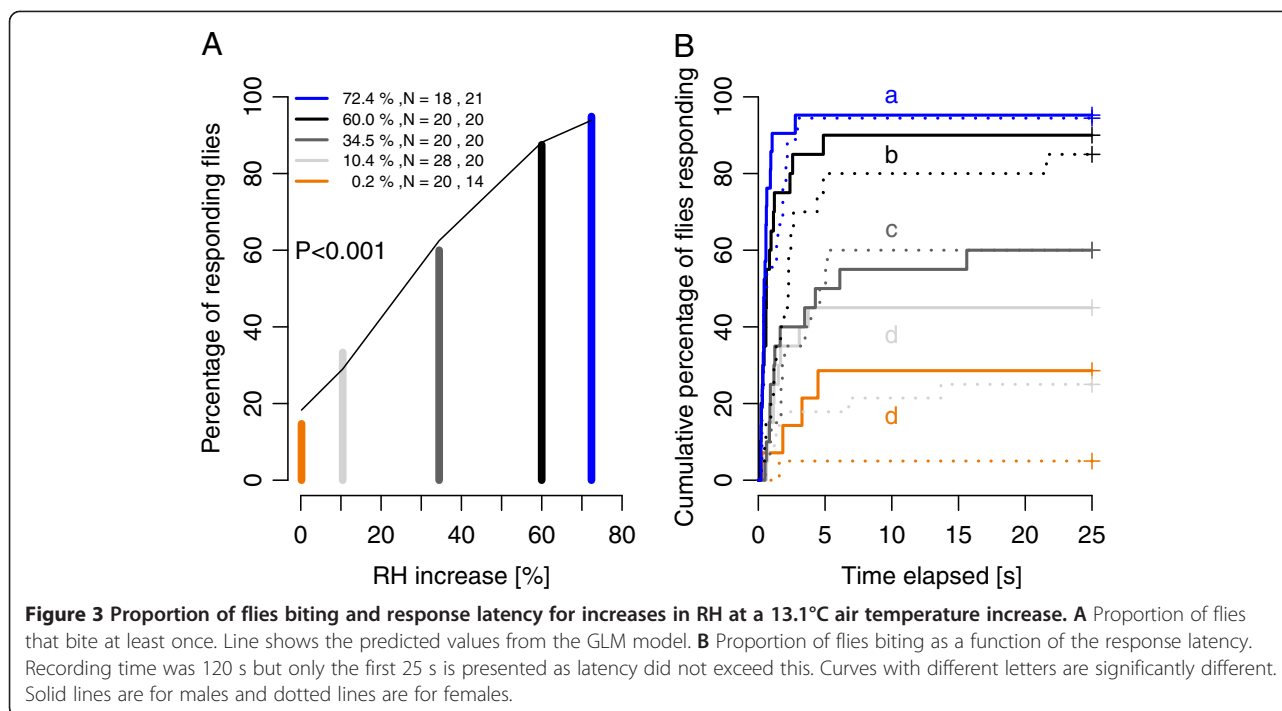 A
Percentage of responding flies
100
80
60
40
20
0
72.4 % ,N = 18 , 21
60.0 % ,N = 20 , 20
34.5 % ,N = 20 , 20
10.4 % ,N = 28 , 20
0.2 % ,N = 20 , 14
P<0.001
0 20 40 60 80
RH increase [%]
B
Cumulative percentage of flies responding
100
80
60
40
20
0
a
b
c
d
d
0 5 10 15 20 25
Time elapsed [s]
Figure 3 Proportion of flies biting and response latency for increases in RH at a 13.1°C air temperature increase. A Proportion of flies
that bite at least once. Line shows the predicted values from the GLM model. B Proportion of flies biting as a function of the response latency.
Recording time was 120 s but only the first 25 s is presented as latency did not exceed this. Curves with different letters are significantly different.
Solid lines are for males and dotted lines are for females.